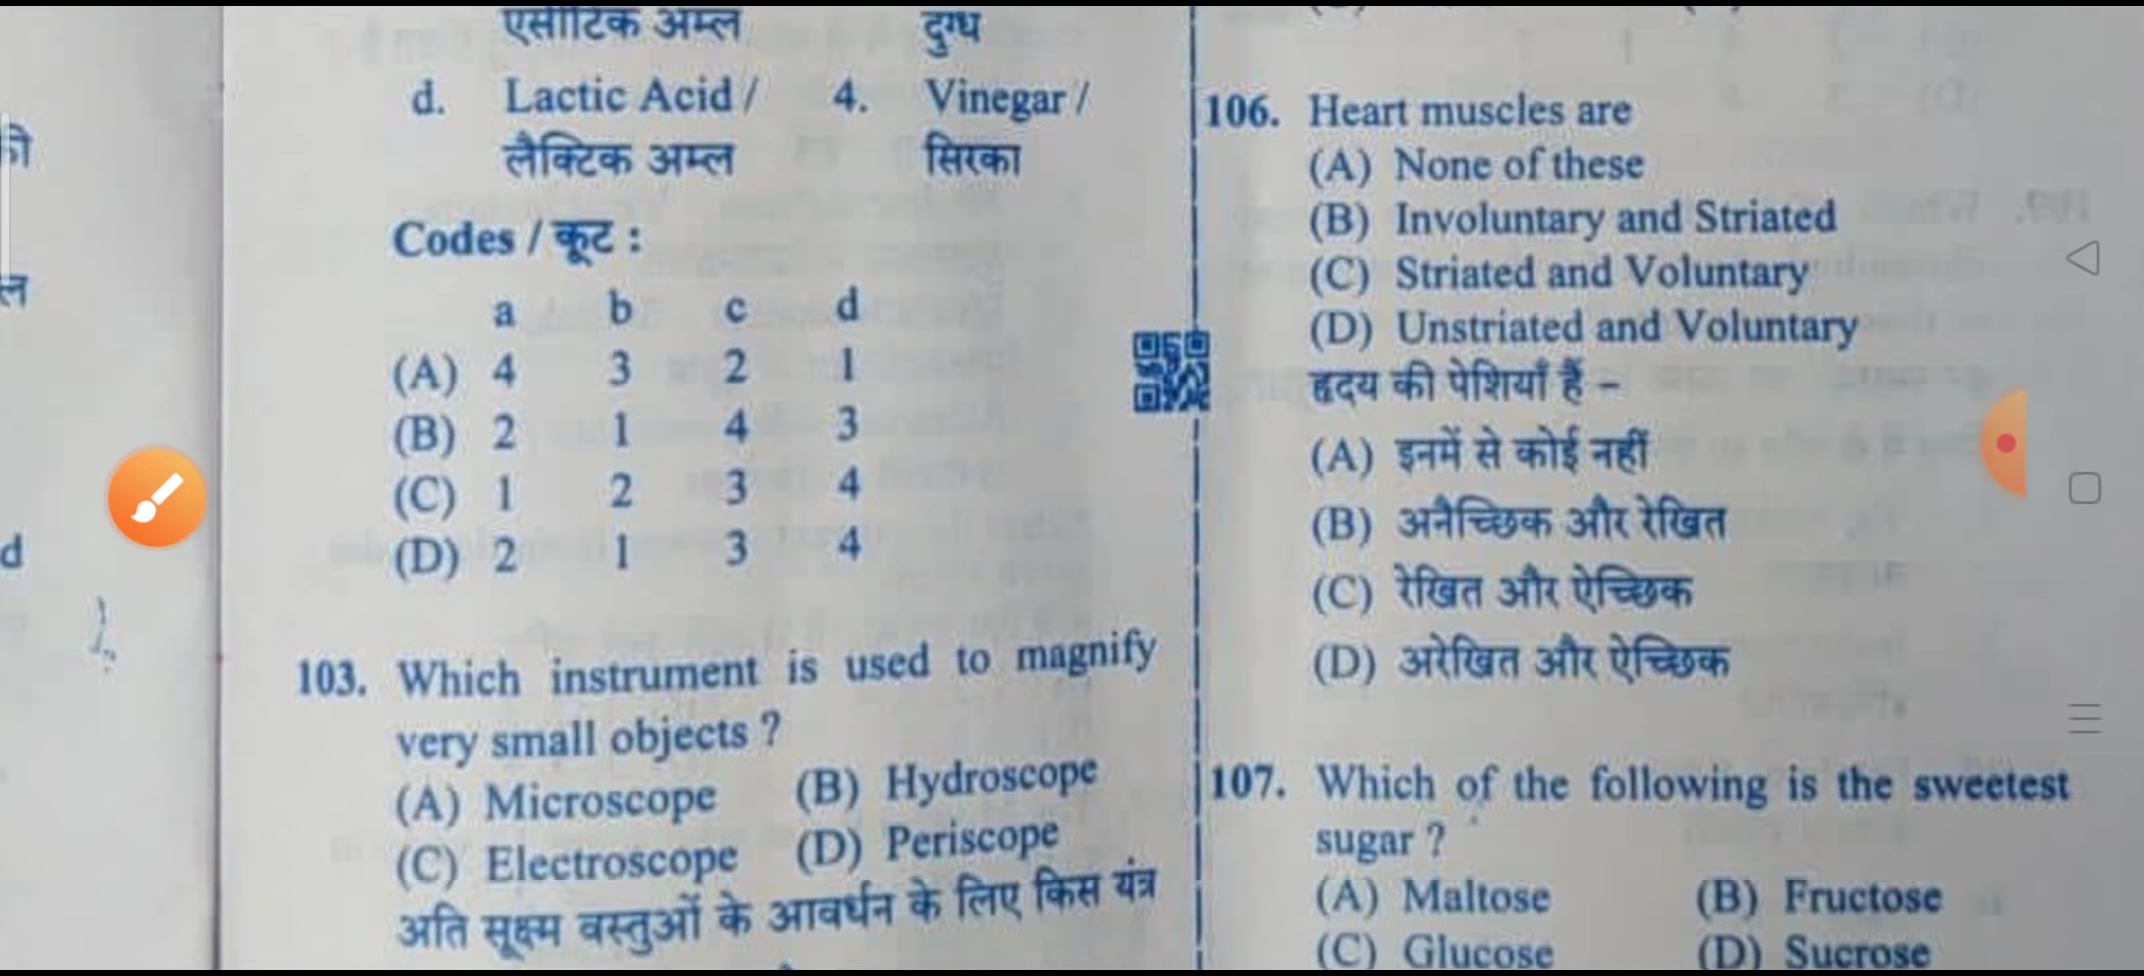 एसीटिक अम्ल दुग्ध
d. Lactic Acid / 4. Vinegar /
लैक्टिक अम्ल सिरका
Codes / कूट :
a b c d
(A) 4 3 2 1
(B) 2 1 4 3
(C) 1 2 3 4
(D) 2 1 3 4
103. Which instrument is used to magnify
very small objects ?
(A) Microscope (B) Hydroscope
(C) Electroscope (D) Periscope
अति सूक्ष्म वस्तुओं के आवर्धन के लिए किस यंत्र
106. Heart muscles are
(A) None of these
(B) Involuntary and Striated
(C) Striated and Voluntary
(D) Unstriated and Voluntary
हृदय की पेशियाँ हैं –
(A) इनमें से कोई नहीं
(B) अनैच्छिक और रेखित
(C) रेखित और ऐच्छिक
(D) अरेखित और ऐच्छिक
107. Which of the following is the sweetest
sugar ?
(A) Maltose (B) Fructose
(C) Glucose (D) Sucrose